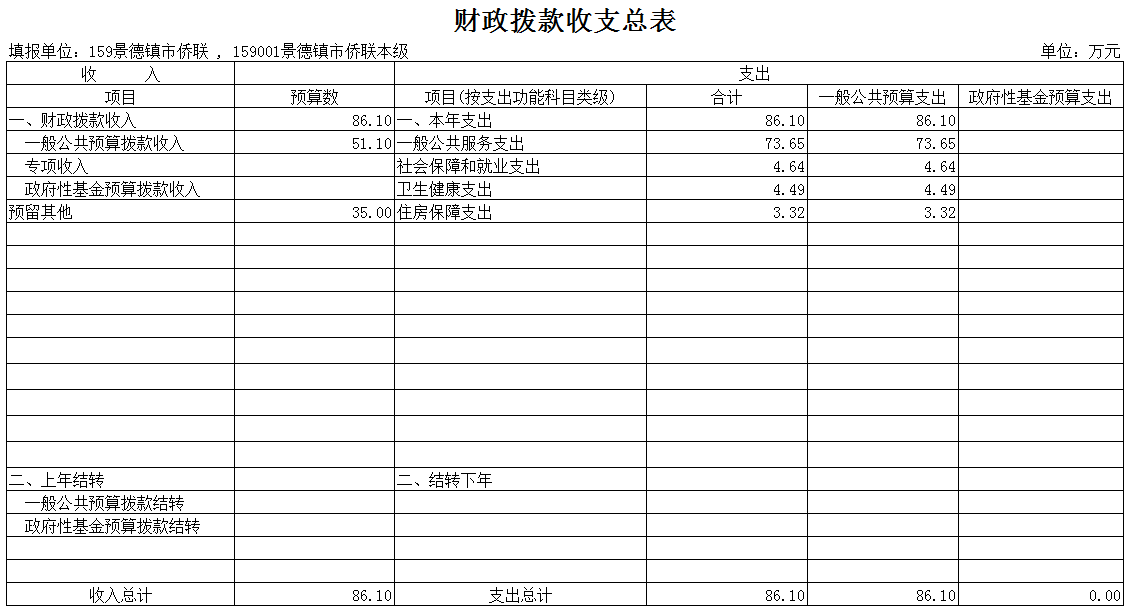 财政拨款收支总表
填报单位：159景德镇市侨联 , 159001景德镇市侨联本级 单位：万元
收 入 支出
项目 预算数 项目(按支出功能科目类级) 合计 一般公共预算支出 政府性基金预算支出
一、财政拨款收入 86.10 一、本年支出 86.10 86.10
一般公共预算拨款收入 51.10 一般公共服务支出 73.65 73.65
专项收入 社会保障和就业支出 4.64 4.64
政府性基金预算拨款收入 卫生健康支出 4.49 4.49
预留其他 35.00 住房保障支出 3.32 3.32
二、上年结转 二、结转下年
一般公共预算拨款结转
政府性基金预算拨款结转
收入总计 86.10 支出总计 86.10 86.10 0.00